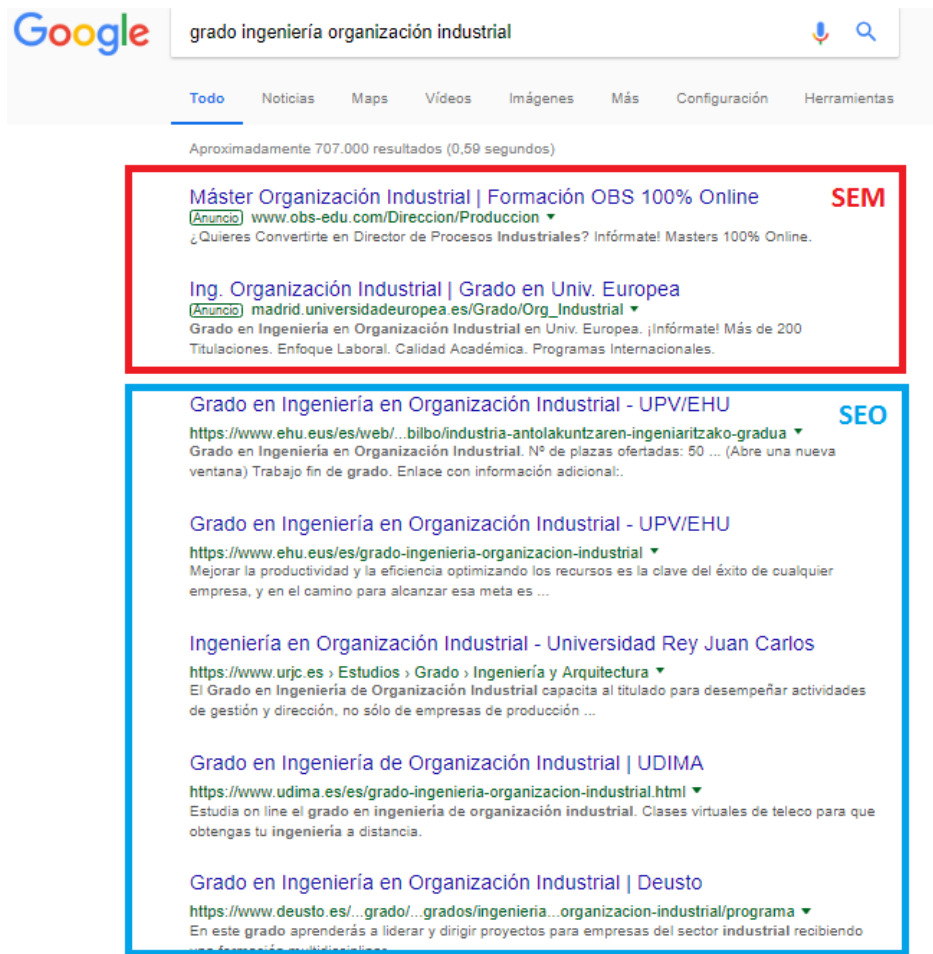 Google
grado ingeniería organización industrial
Todo Noticias Maps Vídeos Imágenes Más Configuración Herramientas
Aproximadamente 707.000 resultados (0,59 segundos)
SEM
Máster Organización Industrial | Formación OBS 100% Online
Anuncio www.obs-edu.com/Direccion/Produccion
¿Quieres Convertirte en Director de Procesos Industriales? Infórmate! Masters 100% Online.
Ing. Organización Industrial | Grado en Univ. Europea
Anuncio madrid.universidadeuropea.es/Grado/Org_Industrial
Grado en Ingeniería en Organización Industrial en Univ. Europea. ¡Infórmate! Más de 200
Titulaciones. Enfoque Laboral. Calidad Académica. Programas Internacionales.
SEO
Grado en Ingeniería en Organización Industrial - UPV/EHU
https://www.ehu.eus/es/web/...bilbo/industria-antolakuntzaren-ingeniaritzako-gradua
Grado en Ingeniería en Organización Industrial. Nº de plazas ofertadas: 50 ... (Abre una nueva
ventana) Trabajo fin de grado. Enlace con información adicional:.
Grado en Ingeniería en Organización Industrial - UPV/EHU
https://www.ehu.eus/es/grado-ingenieria-organizacion-industrial
Mejorar la productividad y la eficiencia optimizando los recursos es la clave del éxito de cualquier
empresa, y en el camino para alcanzar esa meta es ...
Ingeniería en Organización Industrial - Universidad Rey Juan Carlos
https://www.urjc.es › Estudios › Grado › Ingeniería y Arquitectura
El Grado en Ingeniería de Organización Industrial capacita al titulado para desempeñar actividades
de gestión y dirección, no sólo de empresas de producción ...
Grado en Ingeniería de Organización Industrial | UDIMA
https://www.udima.es/es/grado-ingenieria-organizacion-industrial.html
Estudia on line el grado en ingeniería de organización industrial. Clases virtuales de teleco para que
obtengas tu ingeniería a distancia.
Grado en Ingeniería en Organización Industrial | Deusto
https://www.deusto.es/...grado/...grados/ingenieria...organizacion-industrial/programa
En este grado aprenderás a liderar y dirigir proyectos para empresas del sector industrial recibiendo